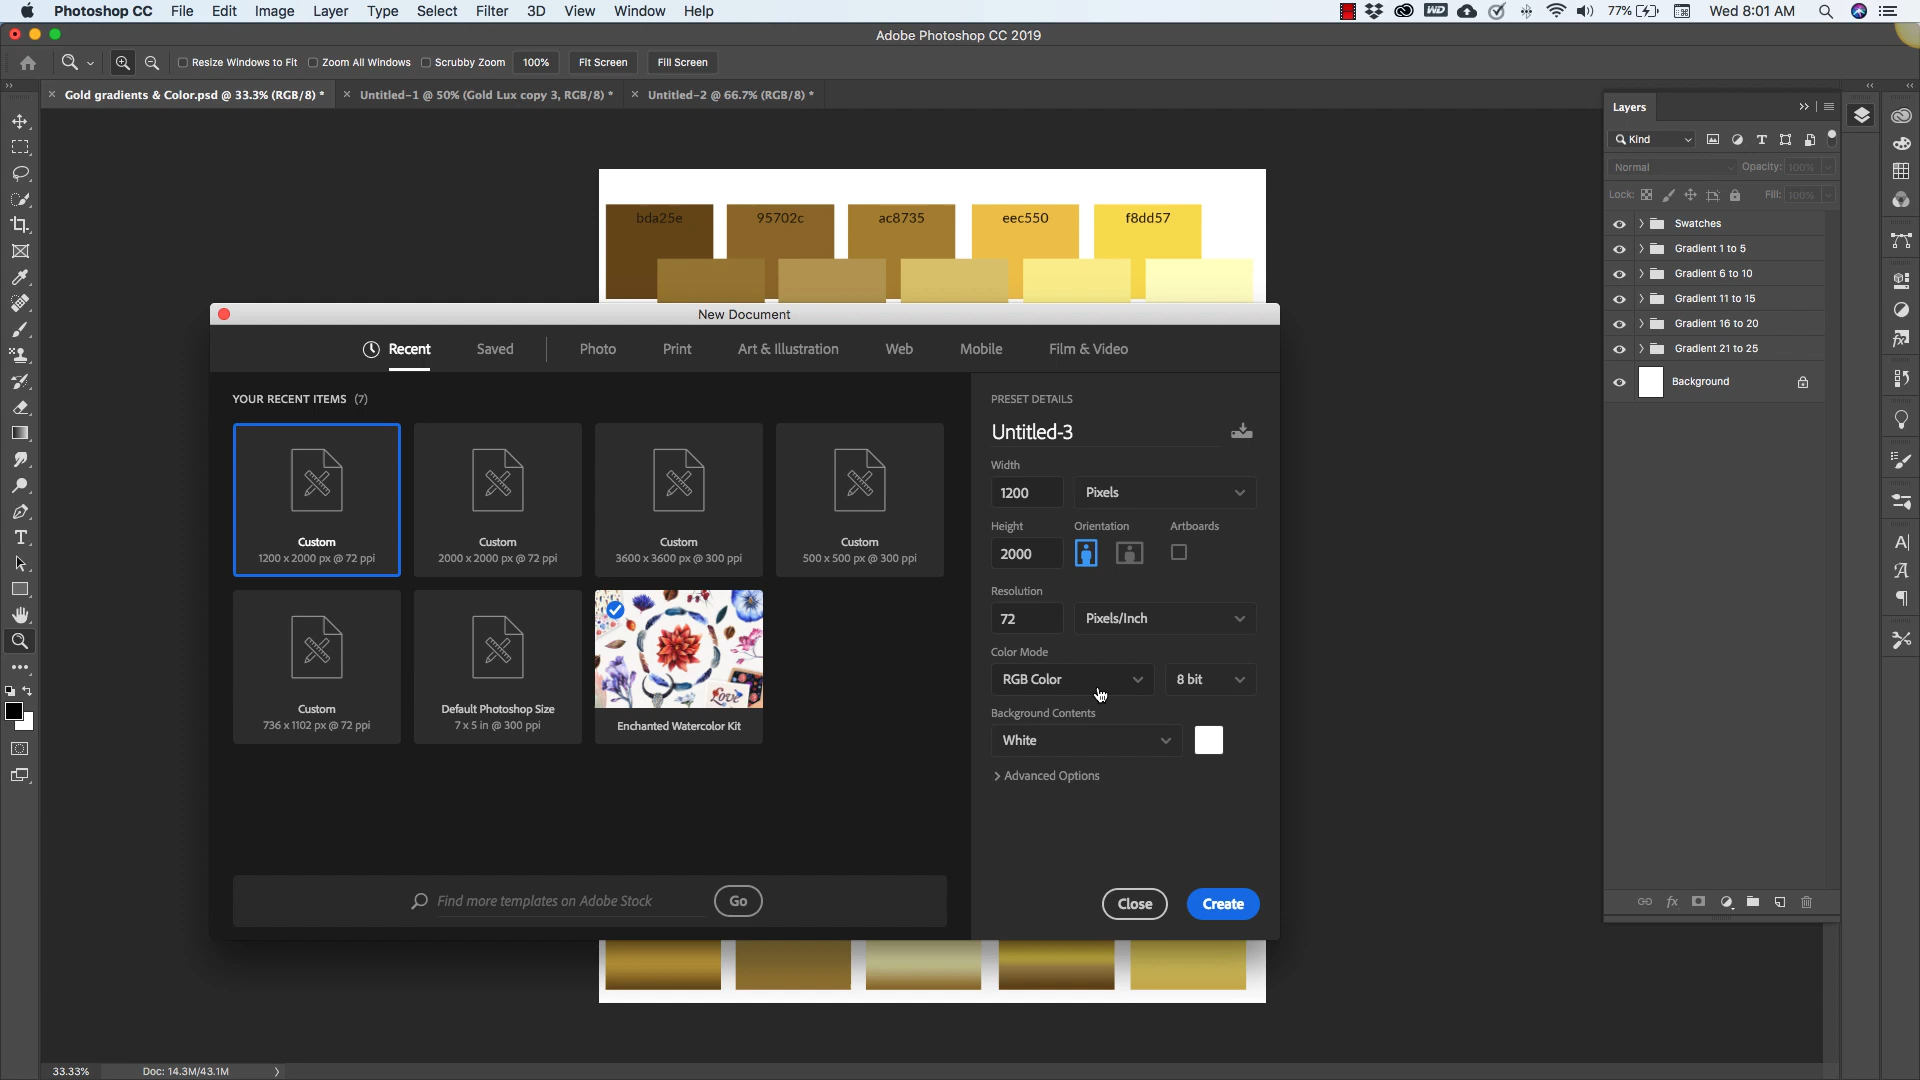 Photoshop CC File Edit Image Layer Type Select Filter 3D View Window Help 77% Wed 8:01 AM
Adobe Photoshop CC 2019
Resize Windows to Fit Zoom All Windows Scrubby Zoom 100% Fit Screen Fill Screen
Gold gradients & Color.psd @ 33.3% (RGB/8) * Untitled-1 @ 50% (Gold Lux copy 3, RGB/8) * Untitled-2 @ 66.7% (RGB/8) *
bda25e 95702c ac8735 eec550 f8dd57
New Document
Recent Saved Photo Print Art & Illustration Web Mobile Film & Video
YOUR RECENT ITEMS (7)
Custom
1200 x 2000 px @ 72 ppi
Custom
2000 x 2000 px @ 72 ppi
Custom
3600 x 3600 px @ 300 ppi
Custom
500 x 500 px @ 300 ppi
Custom
736 x 1102 px @ 72 ppi
Default Photoshop Size
7 x 5 in @ 300 ppi
Love
Enchanted Watercolor Kit
Find more templates on Adobe Stock Go
PRESET DETAILS
Untitled-3
Width
1200 Pixels
Height Orientation Artboards
2000
Resolution
72 Pixels/Inch
Color Mode
RGB Color 8 bit
Background Contents
White
Advanced Options
Close Create
Layers
Kind
Normal Opacity: 100%
Lock: Fill: 100%
Swatches
Gradient 1 to 5
Gradient 6 to 10
Gradient 11 to 15
Gradient 16 to 20
Gradient 21 to 25
Background
fx
33.33% Doc: 14.3M/43.1M